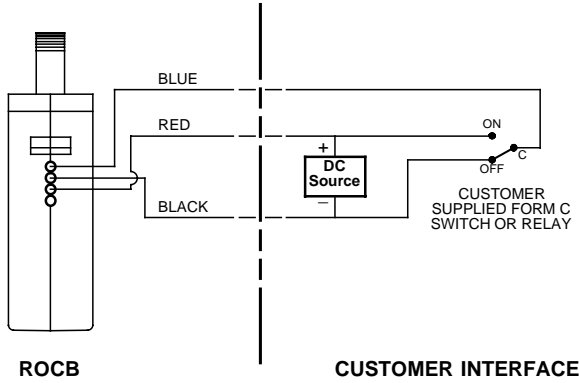 BLUE
RED
ON
+
DC
Source
–
C
OFF
BLACK
CUSTOMER
SUPPLIED FORM C
SWITCH OR RELAY
ROCB
CUSTOMER INTERFACE